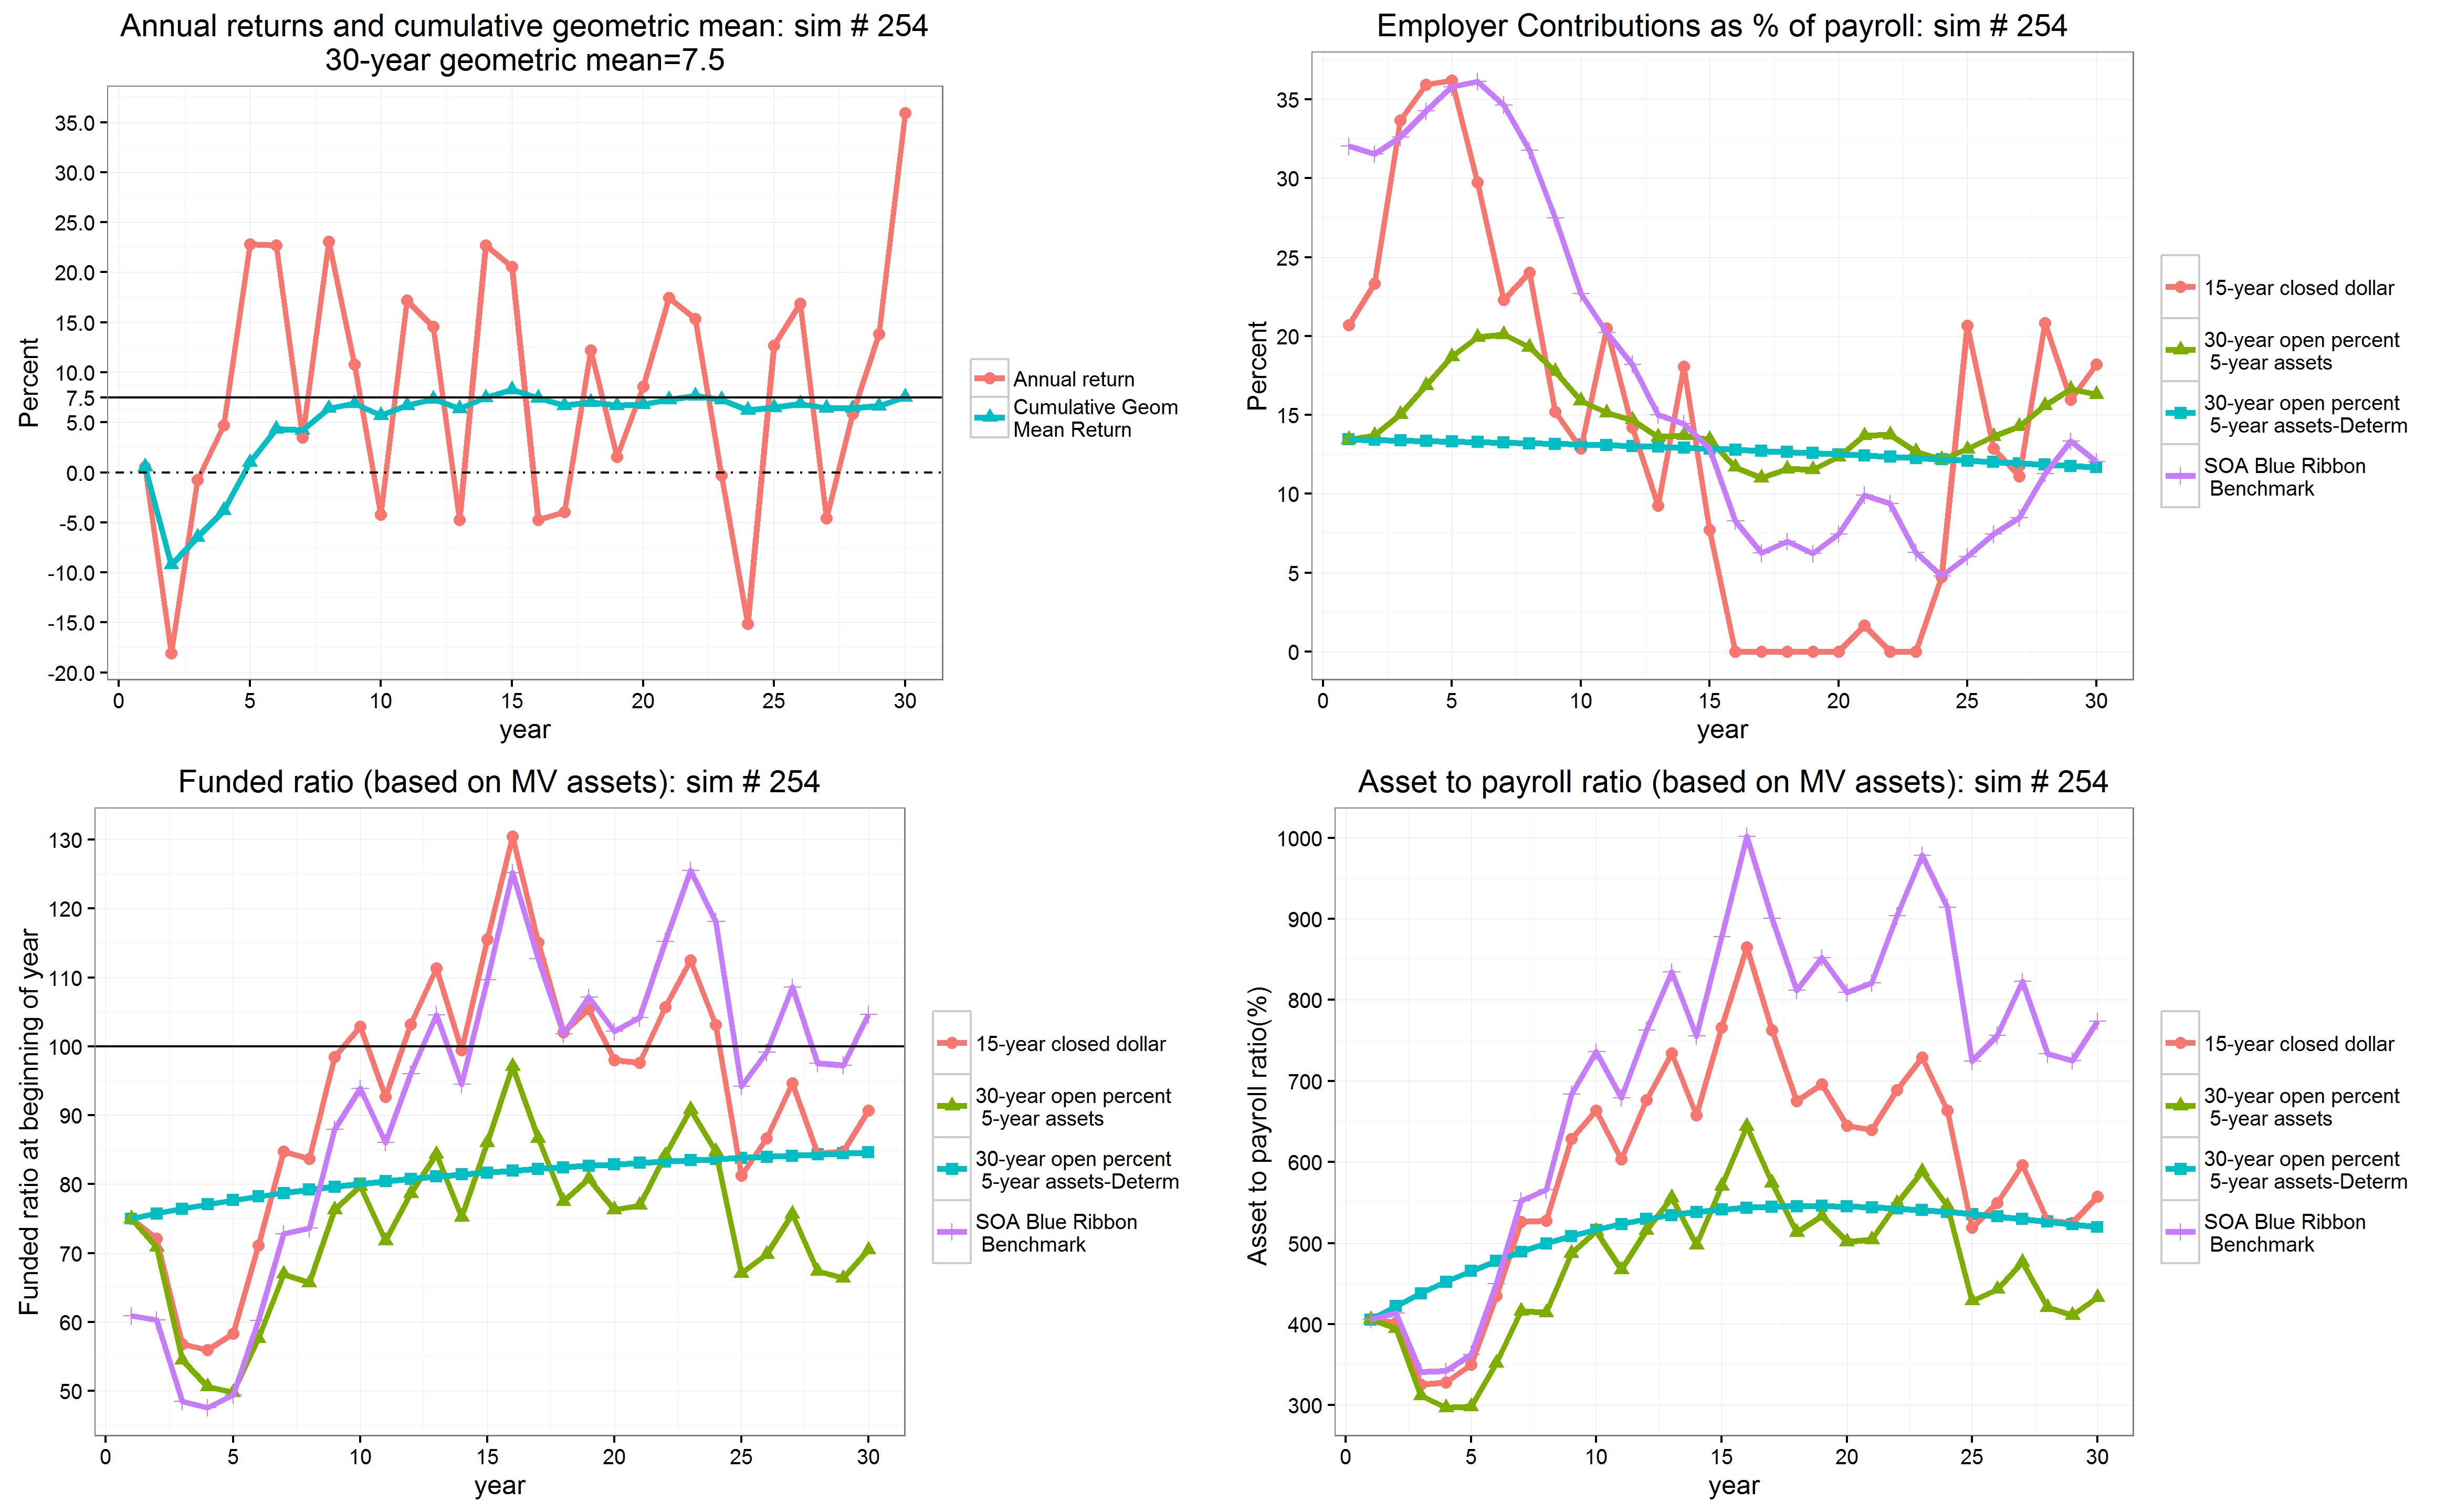 Annual returns and cumulative geometric mean: sim # 254
30-year geometric mean=7.5
Percent
35.0
30.0
25.0
20.0
15.0
10.0
7.5
5.0
0.0
-5.0
-10.0
-15.0
-20.0
0 5 10 15 20 25 30
year
Annual return
Cumulative Geom
Mean Return
Employer Contributions as % of payroll: sim # 254
Percent
35
30
25
20
15
10
5
0
0 5 10 15 20 25 30
year
15-year closed dollar
30-year open percent
5-year assets
30-year open percent
5-year assets-Determ
SOA Blue Ribbon
Benchmark
Funded ratio (based on MV assets): sim # 254
Funded ratio at beginning of year
130
120
110
100
90
80
70
60
50
0 5 10 15 20 25 30
year
15-year closed dollar
30-year open percent
5-year assets
30-year open percent
5-year assets-Determ
SOA Blue Ribbon
Benchmark
Asset to payroll ratio (based on MV assets): sim # 254
Asset to payroll ratio(%)
1000
900
800
700
600
500
400
300
0 5 10 15 20 25 30
year
15-year closed dollar
30-year open percent
5-year assets
30-year open percent
5-year assets-Determ
SOA Blue Ribbon
Benchmark